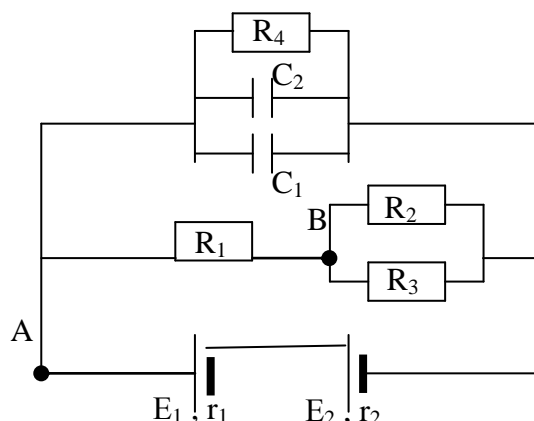 R₄
C₂
C₁
B
R₂
R₁
R₃
A
E₁ , r₁
E₂ , r₂